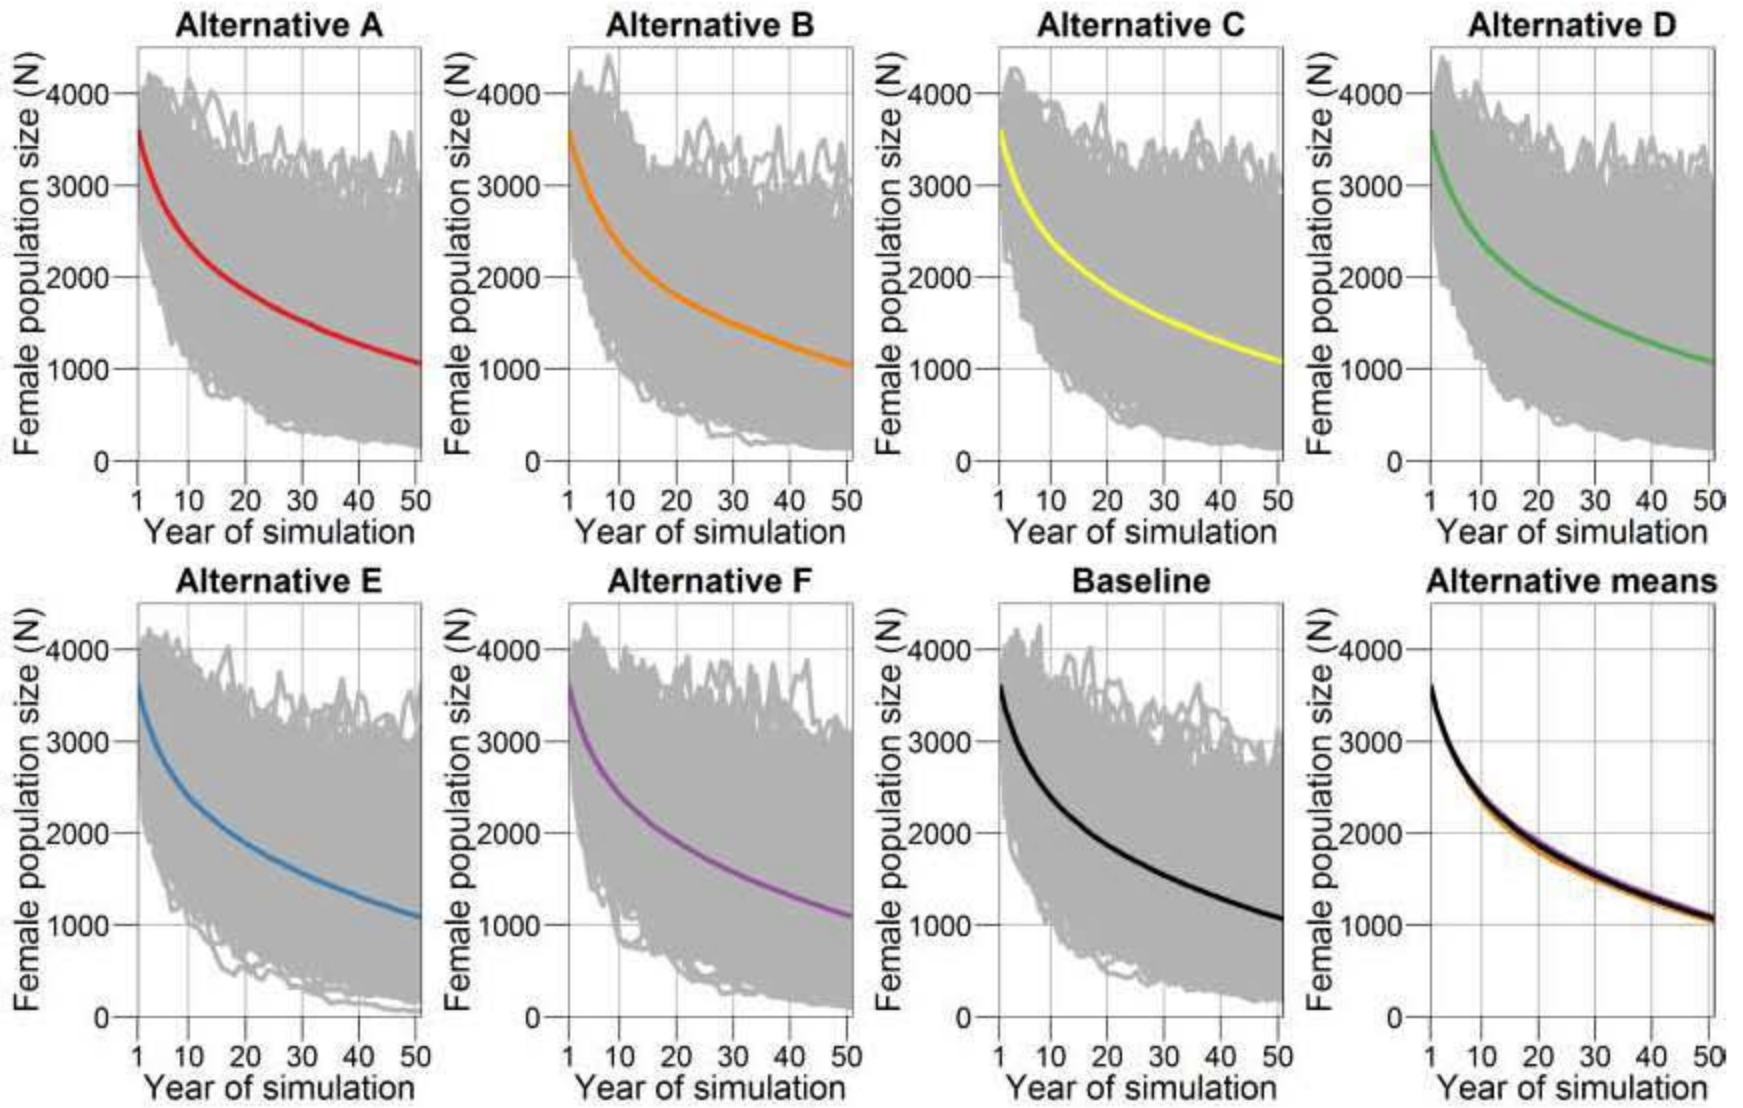 Alternative A
Female population size (N)
4000
3000
2000
1000
0
1 10 20 30 40 50
Year of simulation
Alternative B
Female population size (N)
4000
3000
2000
1000
0
1 10 20 30 40 50
Year of simulation
Alternative C
Female population size (N)
4000
3000
2000
1000
0
1 10 20 30 40 50
Year of simulation
Alternative D
Female population size (N)
4000
3000
2000
1000
0
1 10 20 30 40 50
Year of simulation
Alternative E
Female population size (N)
4000
3000
2000
1000
0
1 10 20 30 40 50
Year of simulation
Alternative F
Female population size (N)
4000
3000
2000
1000
0
1 10 20 30 40 50
Year of simulation
Baseline
Female population size (N)
4000
3000
2000
1000
0
1 10 20 30 40 50
Year of simulation
Alternative means
Female population size (N)
4000
3000
2000
1000
0
1 10 20 30 40 50
Year of simulation